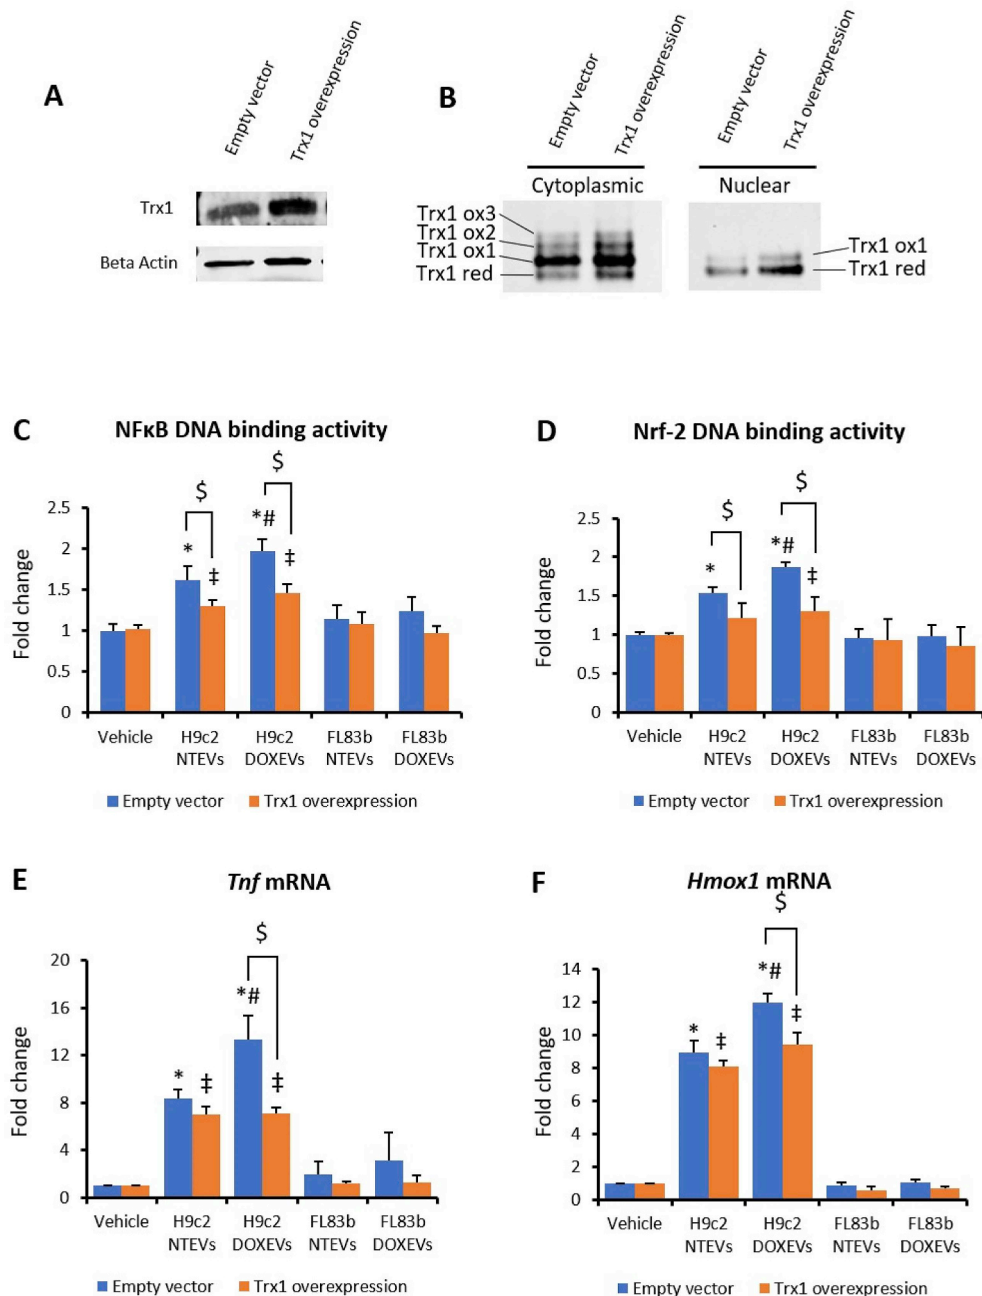 A
Empty vector
Trx1 overexpression
Trx1
Beta Actin
B
Empty vector
Trx1 overexpression
Empty vector
Trx1 overexpression
Cytoplasmic
Nuclear
Trx1 ox3
Trx1 ox2
Trx1 ox1
Trx1 red
Trx1 ox1
Trx1 red
C
NFκB DNA binding activity
Fold change
2.5
2
1.5
1
0.5
0
$
$
*
‡
*#
‡
Vehicle
H9c2
NTEVs
H9c2
DOXEVs
FL83b
NTEVs
FL83b
DOXEVs
Empty vector
Trx1 overexpression
D
Nrf-2 DNA binding activity
Fold change
2.5
2
1.5
1
0.5
0
$
$
*
*#
‡
Vehicle
H9c2
NTEVs
H9c2
DOXEVs
FL83b
NTEVs
FL83b
DOXEVs
Empty vector
Trx1 overexpression
E
Tnf mRNA
Fold change
20
16
12
8
4
0
$
*
‡
*#
‡
Vehicle
H9c2
NTEVs
H9c2
DOXEVs
FL83b
NTEVs
FL83b
DOXEVs
Empty vector
Trx1 overexpression
F
Hmox1 mRNA
Fold change
14
12
10
8
6
4
2
0
$
*
‡
*#
‡
Vehicle
H9c2
NTEVs
H9c2
DOXEVs
FL83b
NTEVs
FL83b
DOXEVs
Empty vector
Trx1 overexpression